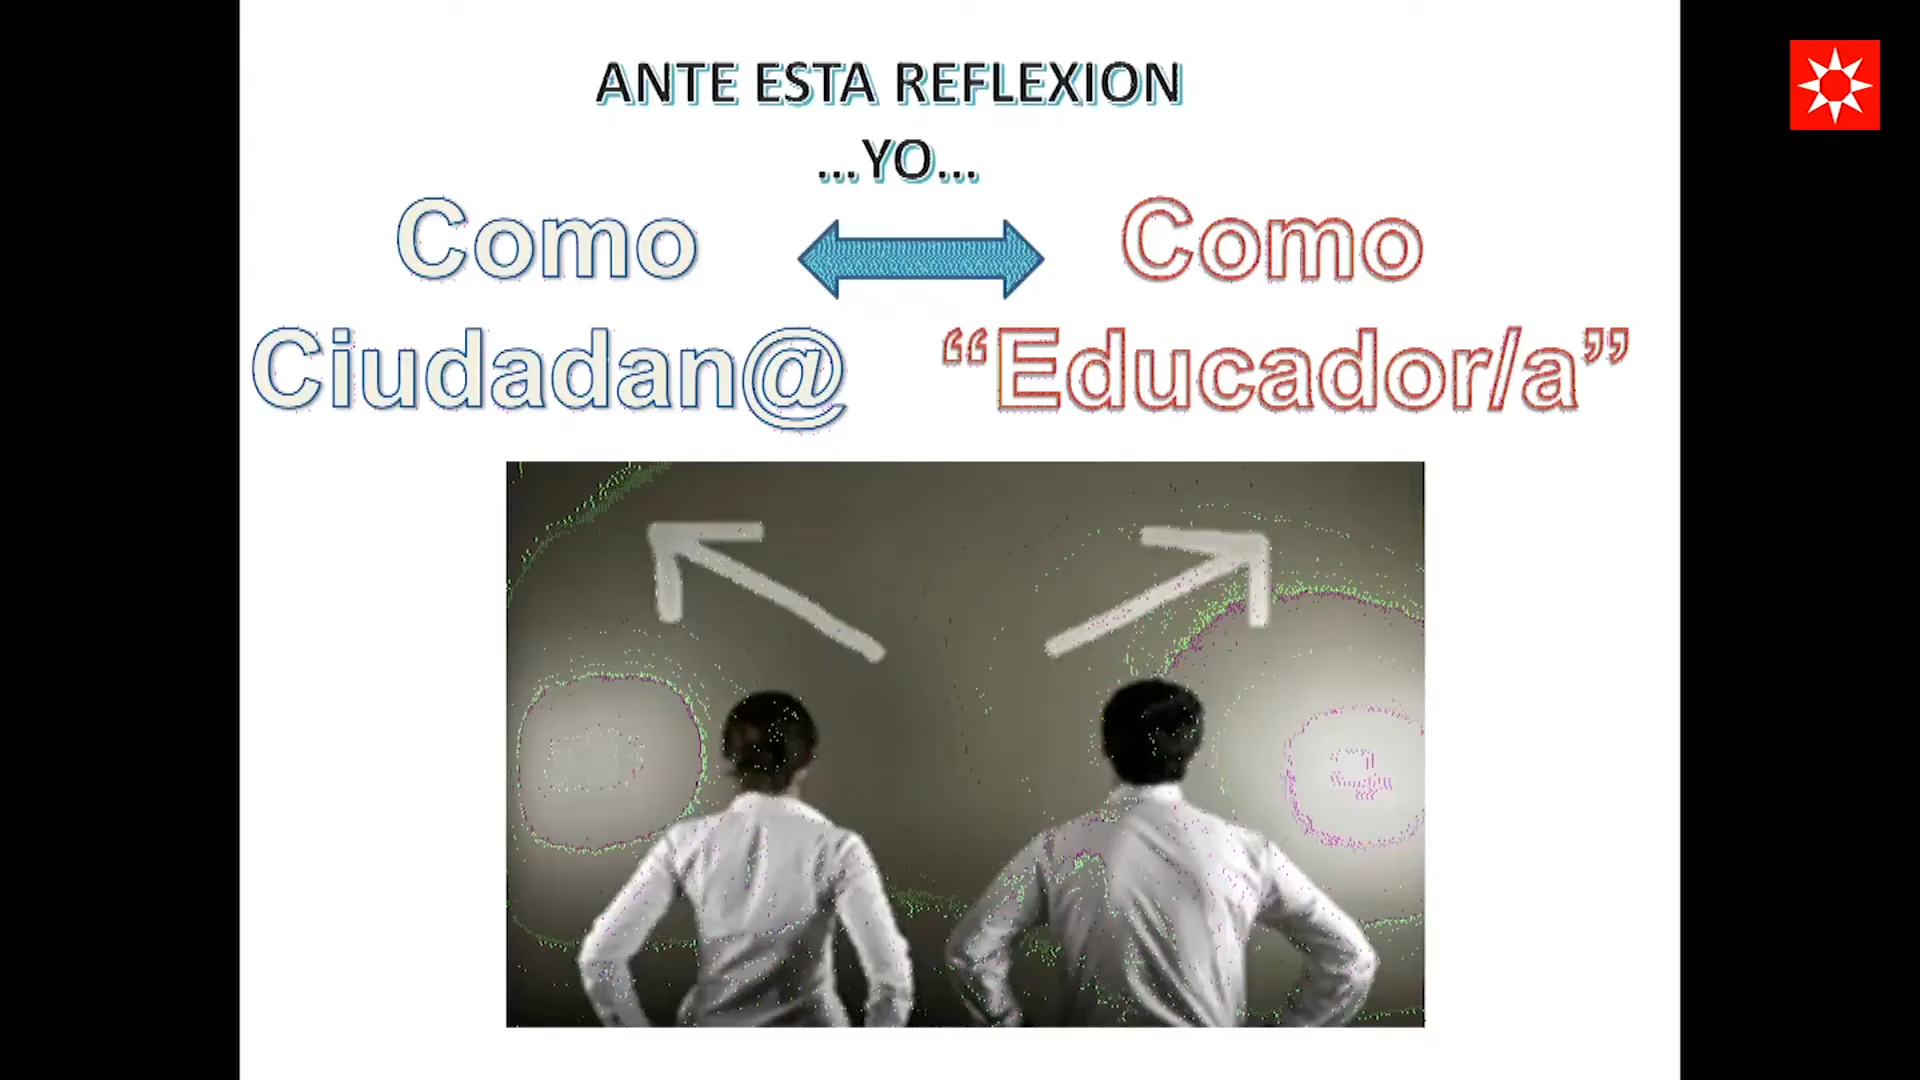 ANTE ESTA REFLEXION
...YO...
Como
Ciudadan@
Como
“Educador/a”